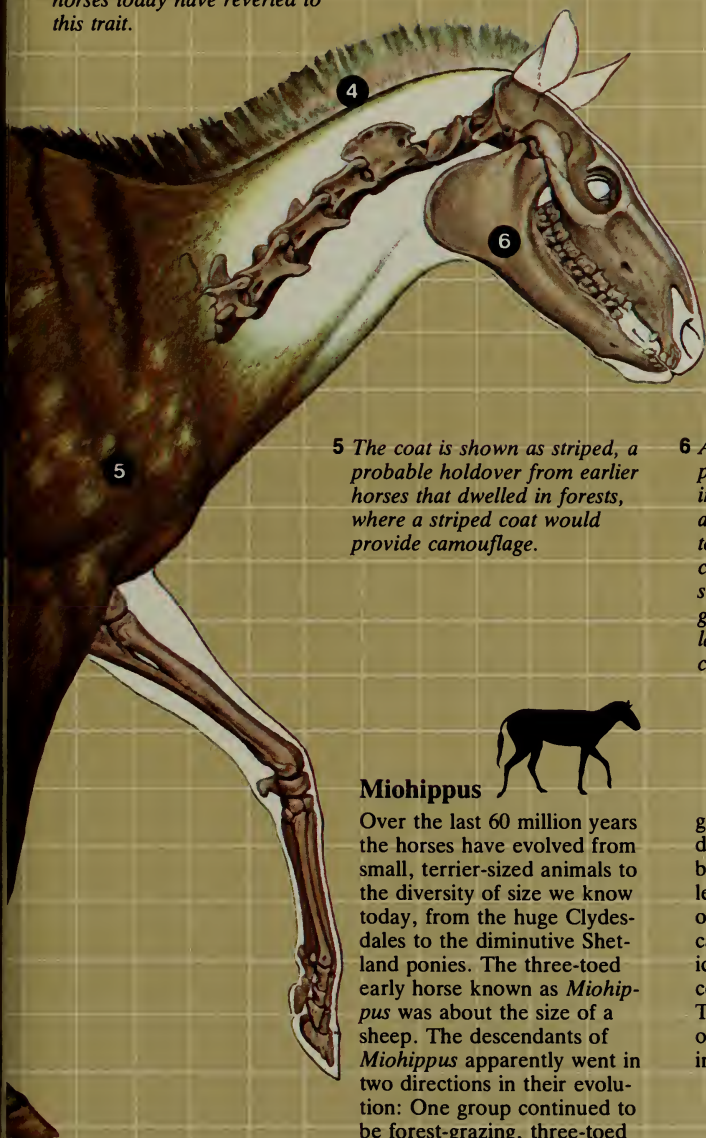 horses today have reverted to
this trait.
4
6
5
5 The coat is shown as striped, a
probable holdover from earlier
horses that dwelled in forests,
where a striped coat would
provide camouflage.
6
Miohippus
Over the last 60 million years
the horses have evolved from
small, terrier-sized animals to
the diversity of size we know
today, from the huge Clydes-
dales to the diminutive Shet-
land ponies. The three-toed
early horse known as Miohip-
pus was about the size of a
sheep. The descendants of
Miohippus apparently went in
two directions in their evolu-
tion: One group continued to
be forest-grazing, three-toed